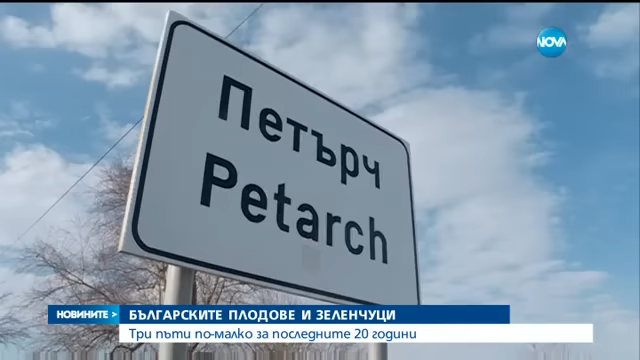 NOVA
Петърч
Petarch
НОВИНИТЕ >
БЪЛГАРСКИТЕ ПЛОДОВЕ И ЗЕЛЕНЧУЦИ
Три пъти по-малко за последните 20 години